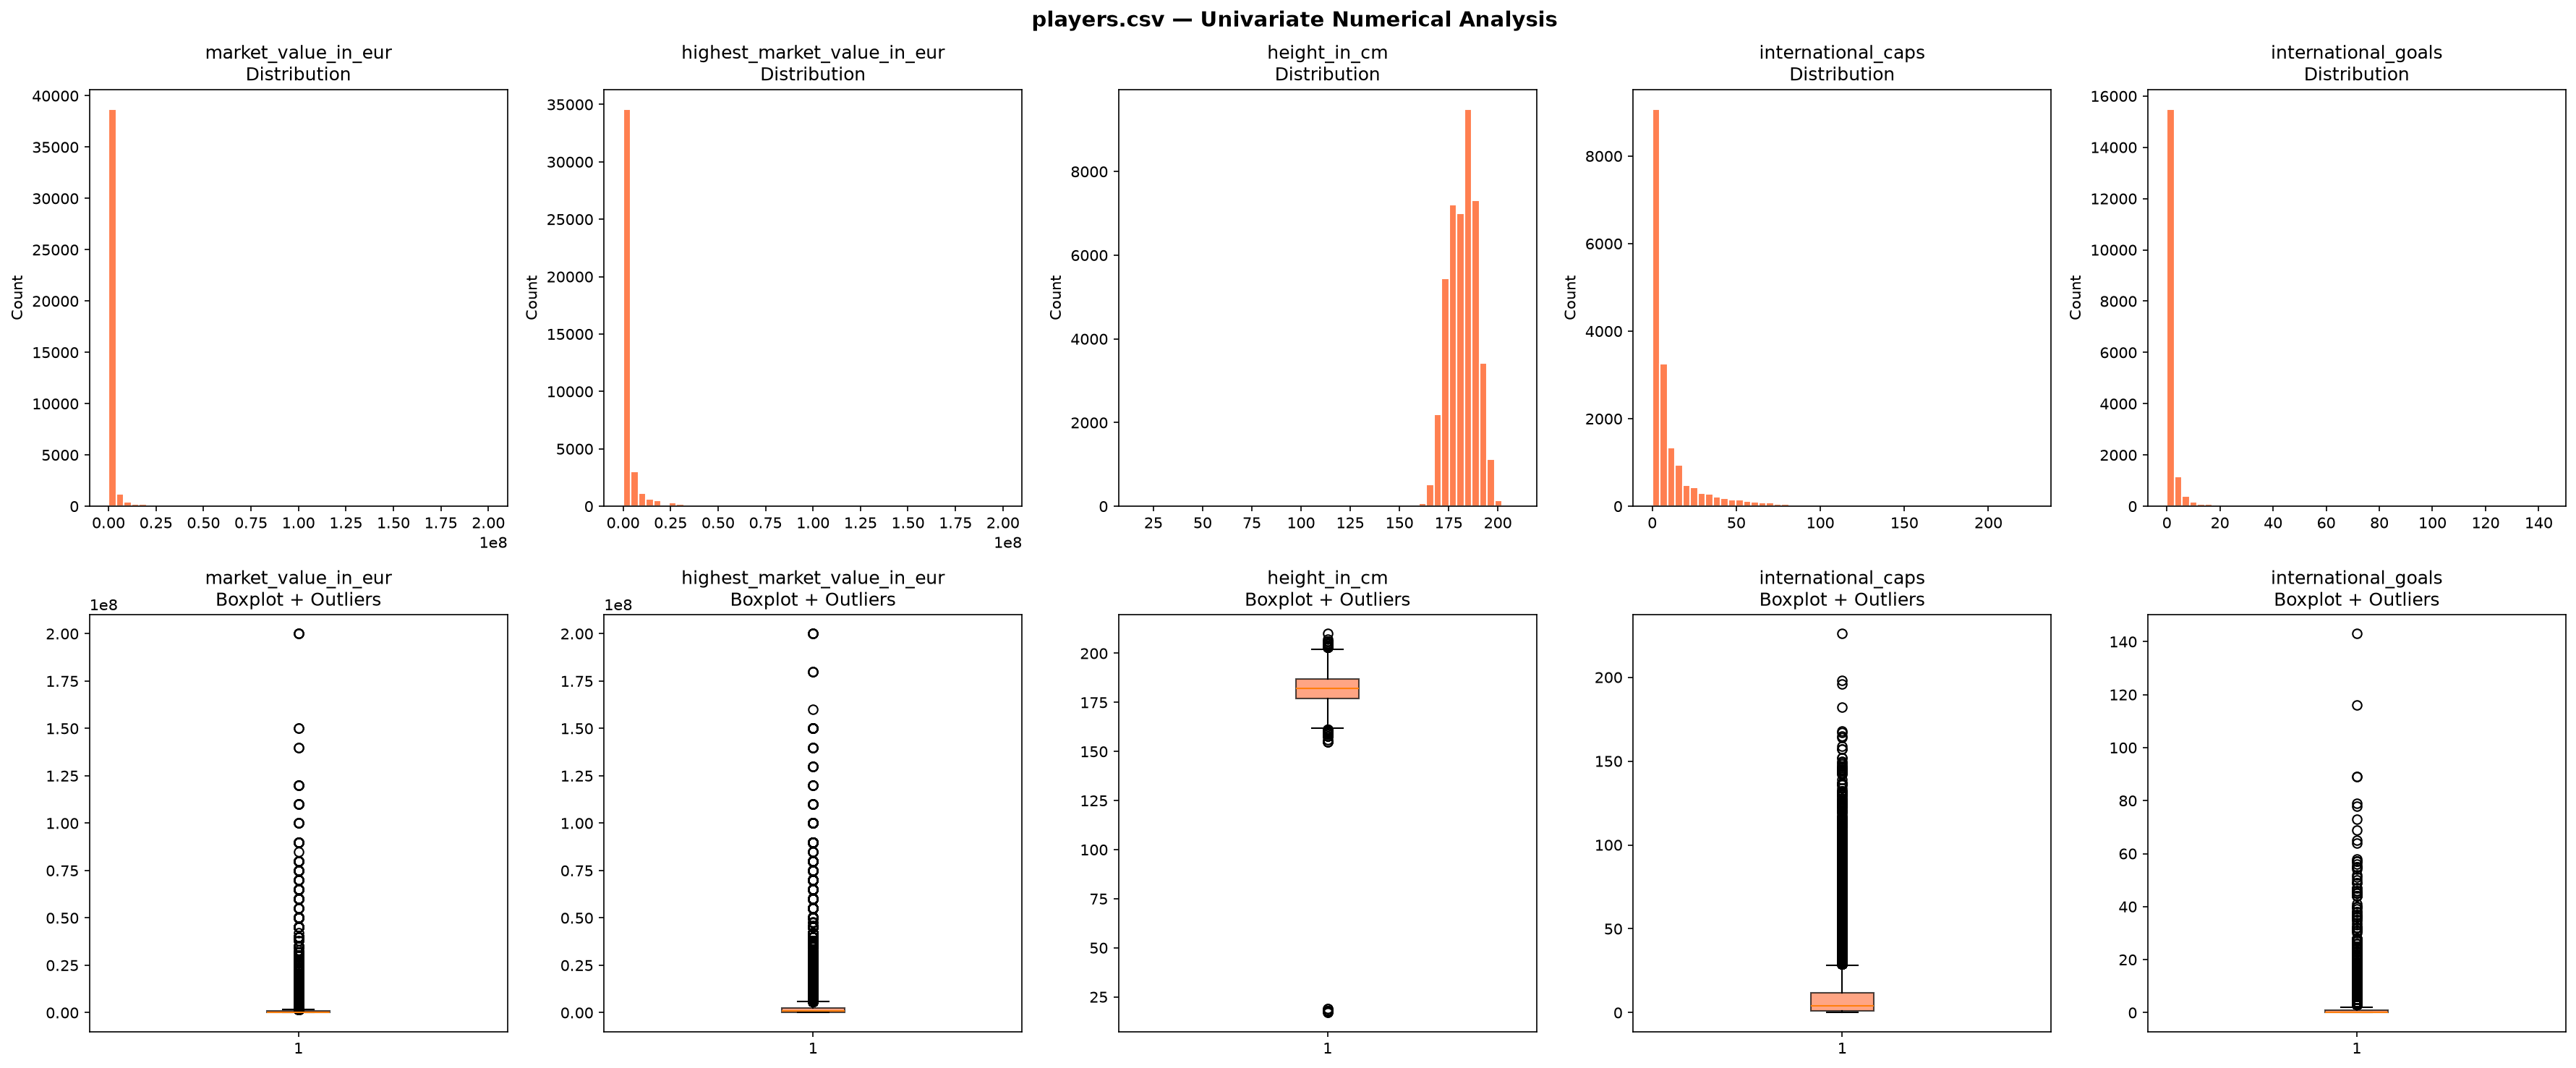 players.csv — Univariate Numerical Analysis
market_value_in_eur
Distribution
Count
40000
35000
30000
25000
20000
15000
10000
5000
0
0.00 0.25 0.50 0.75 1.00 1.25 1.50 1.75 2.00
1e8
highest_market_value_in_eur
Distribution
Count
35000
30000
25000
20000
15000
10000
5000
0
0.00 0.25 0.50 0.75 1.00 1.25 1.50 1.75 2.00
1e8
height_in_cm
Distribution
Count
8000
6000
4000
2000
0
25 50 75 100 125 150 175 200
international_caps
Distribution
Count
8000
6000
4000
2000
0
0 50 100 150 200
international_goals
Distribution
Count
16000
14000
12000
10000
8000
6000
4000
2000
0
0 20 40 60 80 100 120 140
market_value_in_eur
Boxplot + Outliers
1e8
2.00
1.75
1.50
1.25
1.00
0.75
0.50
0.25
0.00
1
highest_market_value_in_eur
Boxplot + Outliers
1e8
2.00
1.75
1.50
1.25
1.00
0.75
0.50
0.25
0.00
1
height_in_cm
Boxplot + Outliers
200
175
150
125
100
75
50
25
1
international_caps
Boxplot + Outliers
200
150
100
50
0
1
international_goals
Boxplot + Outliers
140
120
100
80
60
40
20
0
1